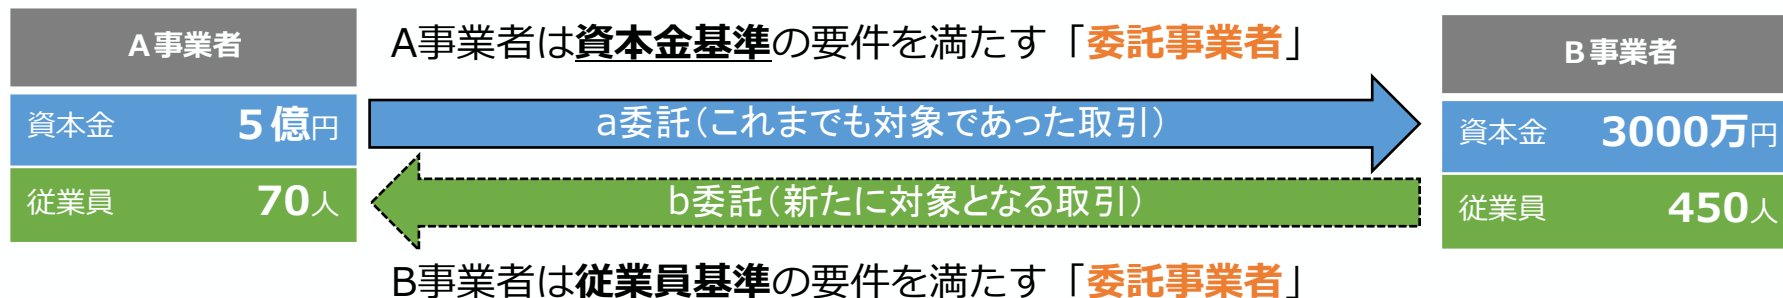 A事業者
資本金 5億円
従業員 70人
A事業者は資本金基準の要件を満たす「委託事業者」
a委託（これまでも対象であった取引）
b委託（新たに対象となる取引）
B事業者は従業員基準の要件を満たす「委託事業者」
B事業者
資本金 3000万円
従業員 450人